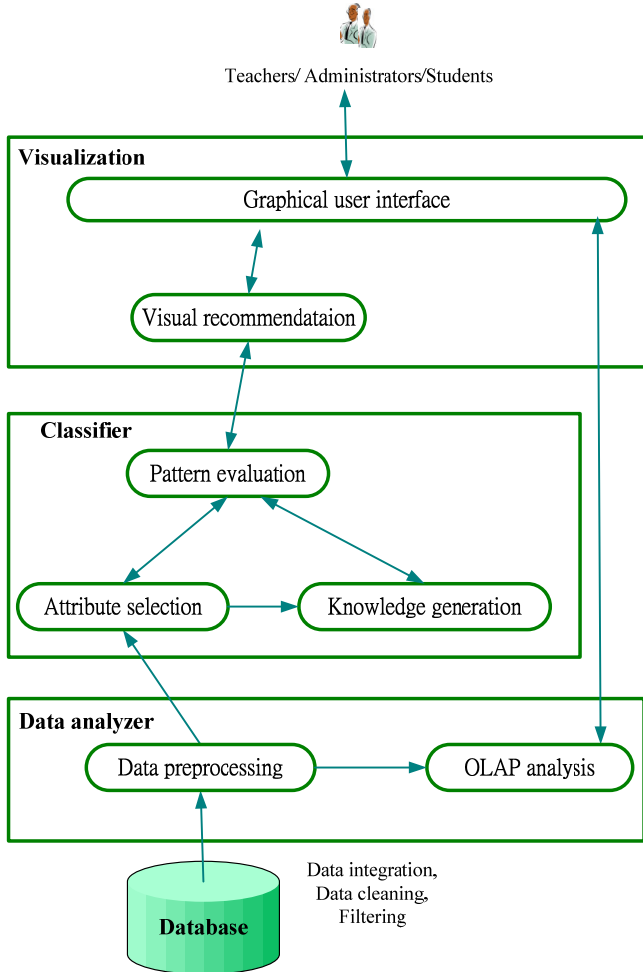 Teachers/ Administrators/Students
Visualization
Graphical user interface
Visual recommendataion
Classifier
Pattern evaluation
Attribute selection
Knowledge generation
Data analyzer
Data preprocessing
OLAP analysis
Data integration,
Data cleaning,
Filtering
Database